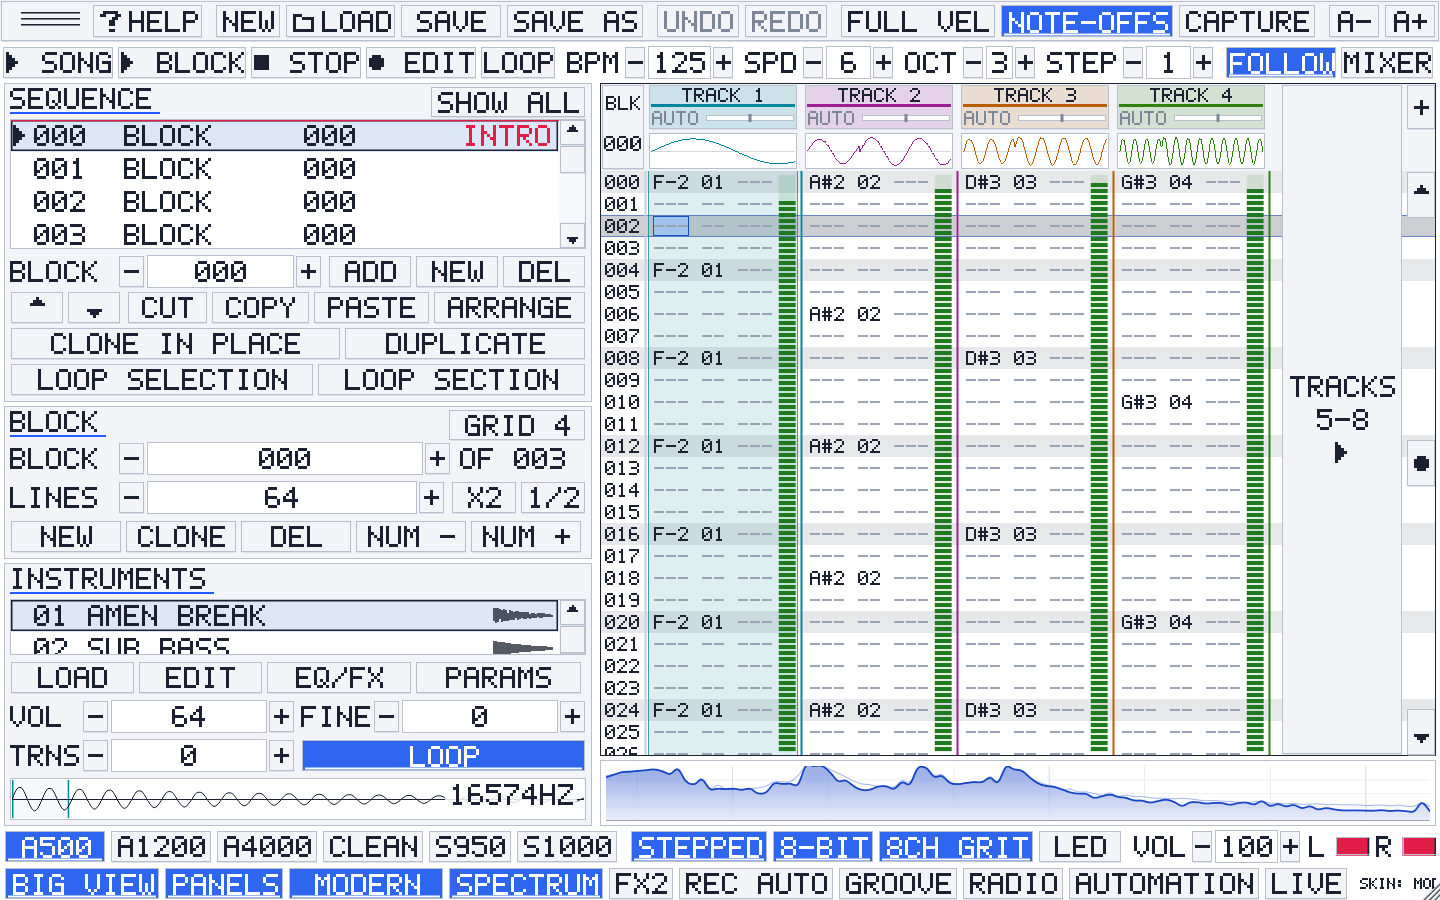 ?HELP NEW LOAD SAVE SAVE AS UNDO REDO FULL VEL NOTE-OFFS CAPTURE A- A+
SONG BLOCK STOP EDIT LOOP BPM - 125 + SPD - 6 + OCT - 3 + STEP - 1 + FOLLOW MIXER
SEQUENCE SHOW ALL
000 BLOCK 000 INTRO
001 BLOCK 000
002 BLOCK 000
003 BLOCK 000
BLOCK - 000 + ADD NEW DEL
CUT COPY PASTE ARRANGE
CLONE IN PLACE DUPLICATE
LOOP SELECTION LOOP SECTION
BLOCK GRID 4
BLOCK - 000 + OF 003
LINES - 64 + X2 1/2
NEW CLONE DEL NUM - NUM +
INSTRUMENTS
01 AMEN BREAK
02 SUB BASS
LOAD EDIT EQ/FX PARAMS
VOL - 64 + FINE - 0 +
TRNS - 0 + LOOP
16574HZ
BLK TRACK 1 TRACK 2 TRACK 3 TRACK 4 +
AUTO AUTO AUTO AUTO
000
000 F-2 01 --- A#2 02 --- D#3 03 --- G#3 04 ---
001 --- -- --- --- -- --- --- -- --- --- -- ---
002 --- -- --- --- -- --- --- -- --- --- -- ---
003 --- -- --- --- -- --- --- -- --- --- -- ---
004 F-2 01 --- --- -- --- --- -- --- --- -- ---
005 --- -- --- --- -- --- --- -- --- --- -- ---
006 --- -- --- A#2 02 --- --- -- --- --- -- ---
007 --- -- --- --- -- --- --- -- --- --- -- ---
008 F-2 01 --- --- -- --- D#3 03 --- --- -- ---
009 --- -- --- --- -- --- --- -- --- --- -- ---
010 --- -- --- --- -- --- --- -- --- G#3 04 ---
011 --- -- --- --- -- --- --- -- --- --- -- ---
012 F-2 01 --- A#2 02 --- --- -- --- --- -- ---
013 --- -- --- --- -- --- --- -- --- --- -- ---
014 --- -- --- --- -- --- --- -- --- --- -- ---
015 --- -- --- --- -- --- --- -- --- --- -- ---
016 F-2 01 --- --- -- --- D#3 03 --- --- -- ---
017 --- -- --- --- -- --- --- -- --- --- -- ---
018 --- -- --- A#2 02 --- --- -- --- --- -- ---
019 --- -- --- --- -- --- --- -- --- --- -- ---
020 F-2 01 --- --- -- --- --- -- --- G#3 04 ---
021 --- -- --- --- -- --- --- -- --- --- -- ---
022 --- -- --- --- -- --- --- -- --- --- -- ---
023 --- -- --- --- -- --- --- -- --- --- -- ---
024 F-2 01 --- A#2 02 --- D#3 03 --- --- -- ---
025 --- -- --- --- -- --- --- -- --- --- -- ---
026
TRACKS
5-8
A500 A1200 A4000 CLEAN S950 S1000 STEPPED 8-BIT 8CH GRIT LED VOL - 100 + L R
BIG VIEW PANELS MODERN SPECTRUM FX2 REC AUTO GROOVE RADIO AUTOMATION LIVE SKIN: